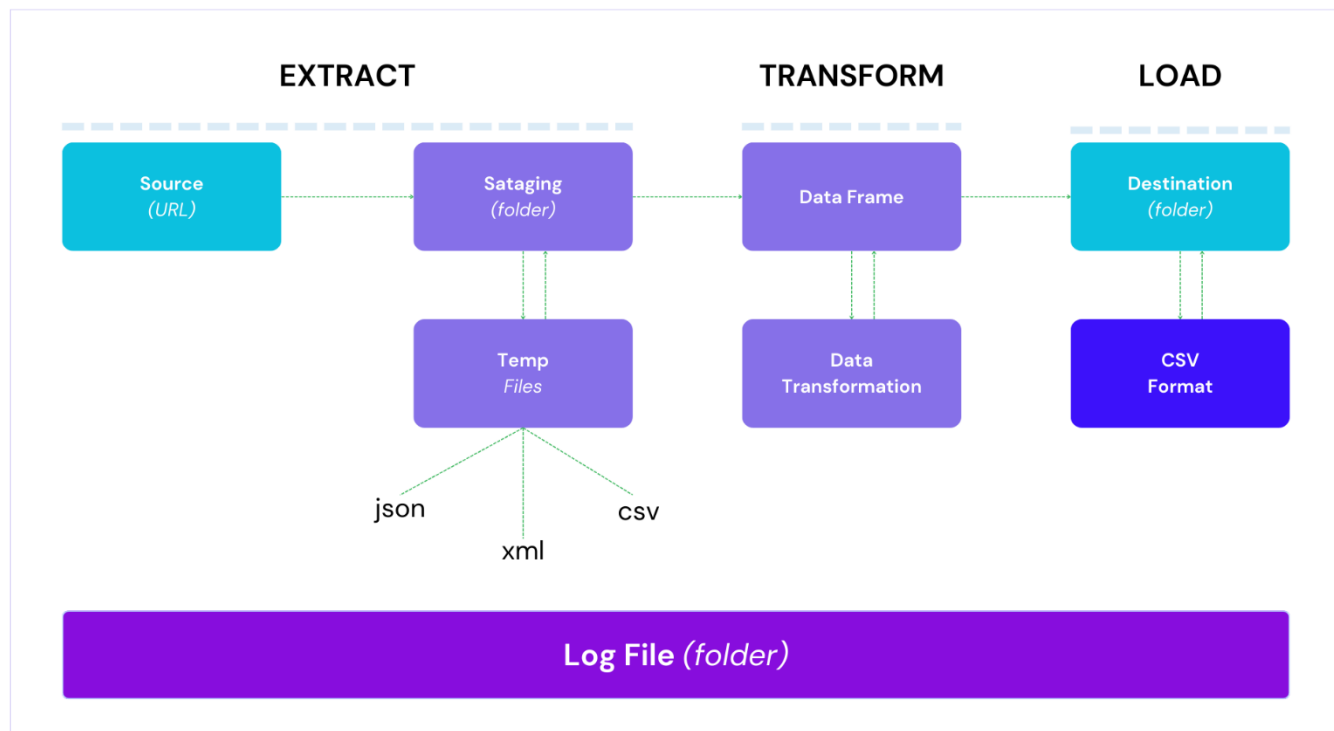 EXTRACT
TRANSFORM
LOAD
Source
(URL)
Sataging
(folder)
Data Frame
Destination
(folder)
Temp
Files
Data
Transformation
CSV
Format
json
xml
csv
Log File (folder)